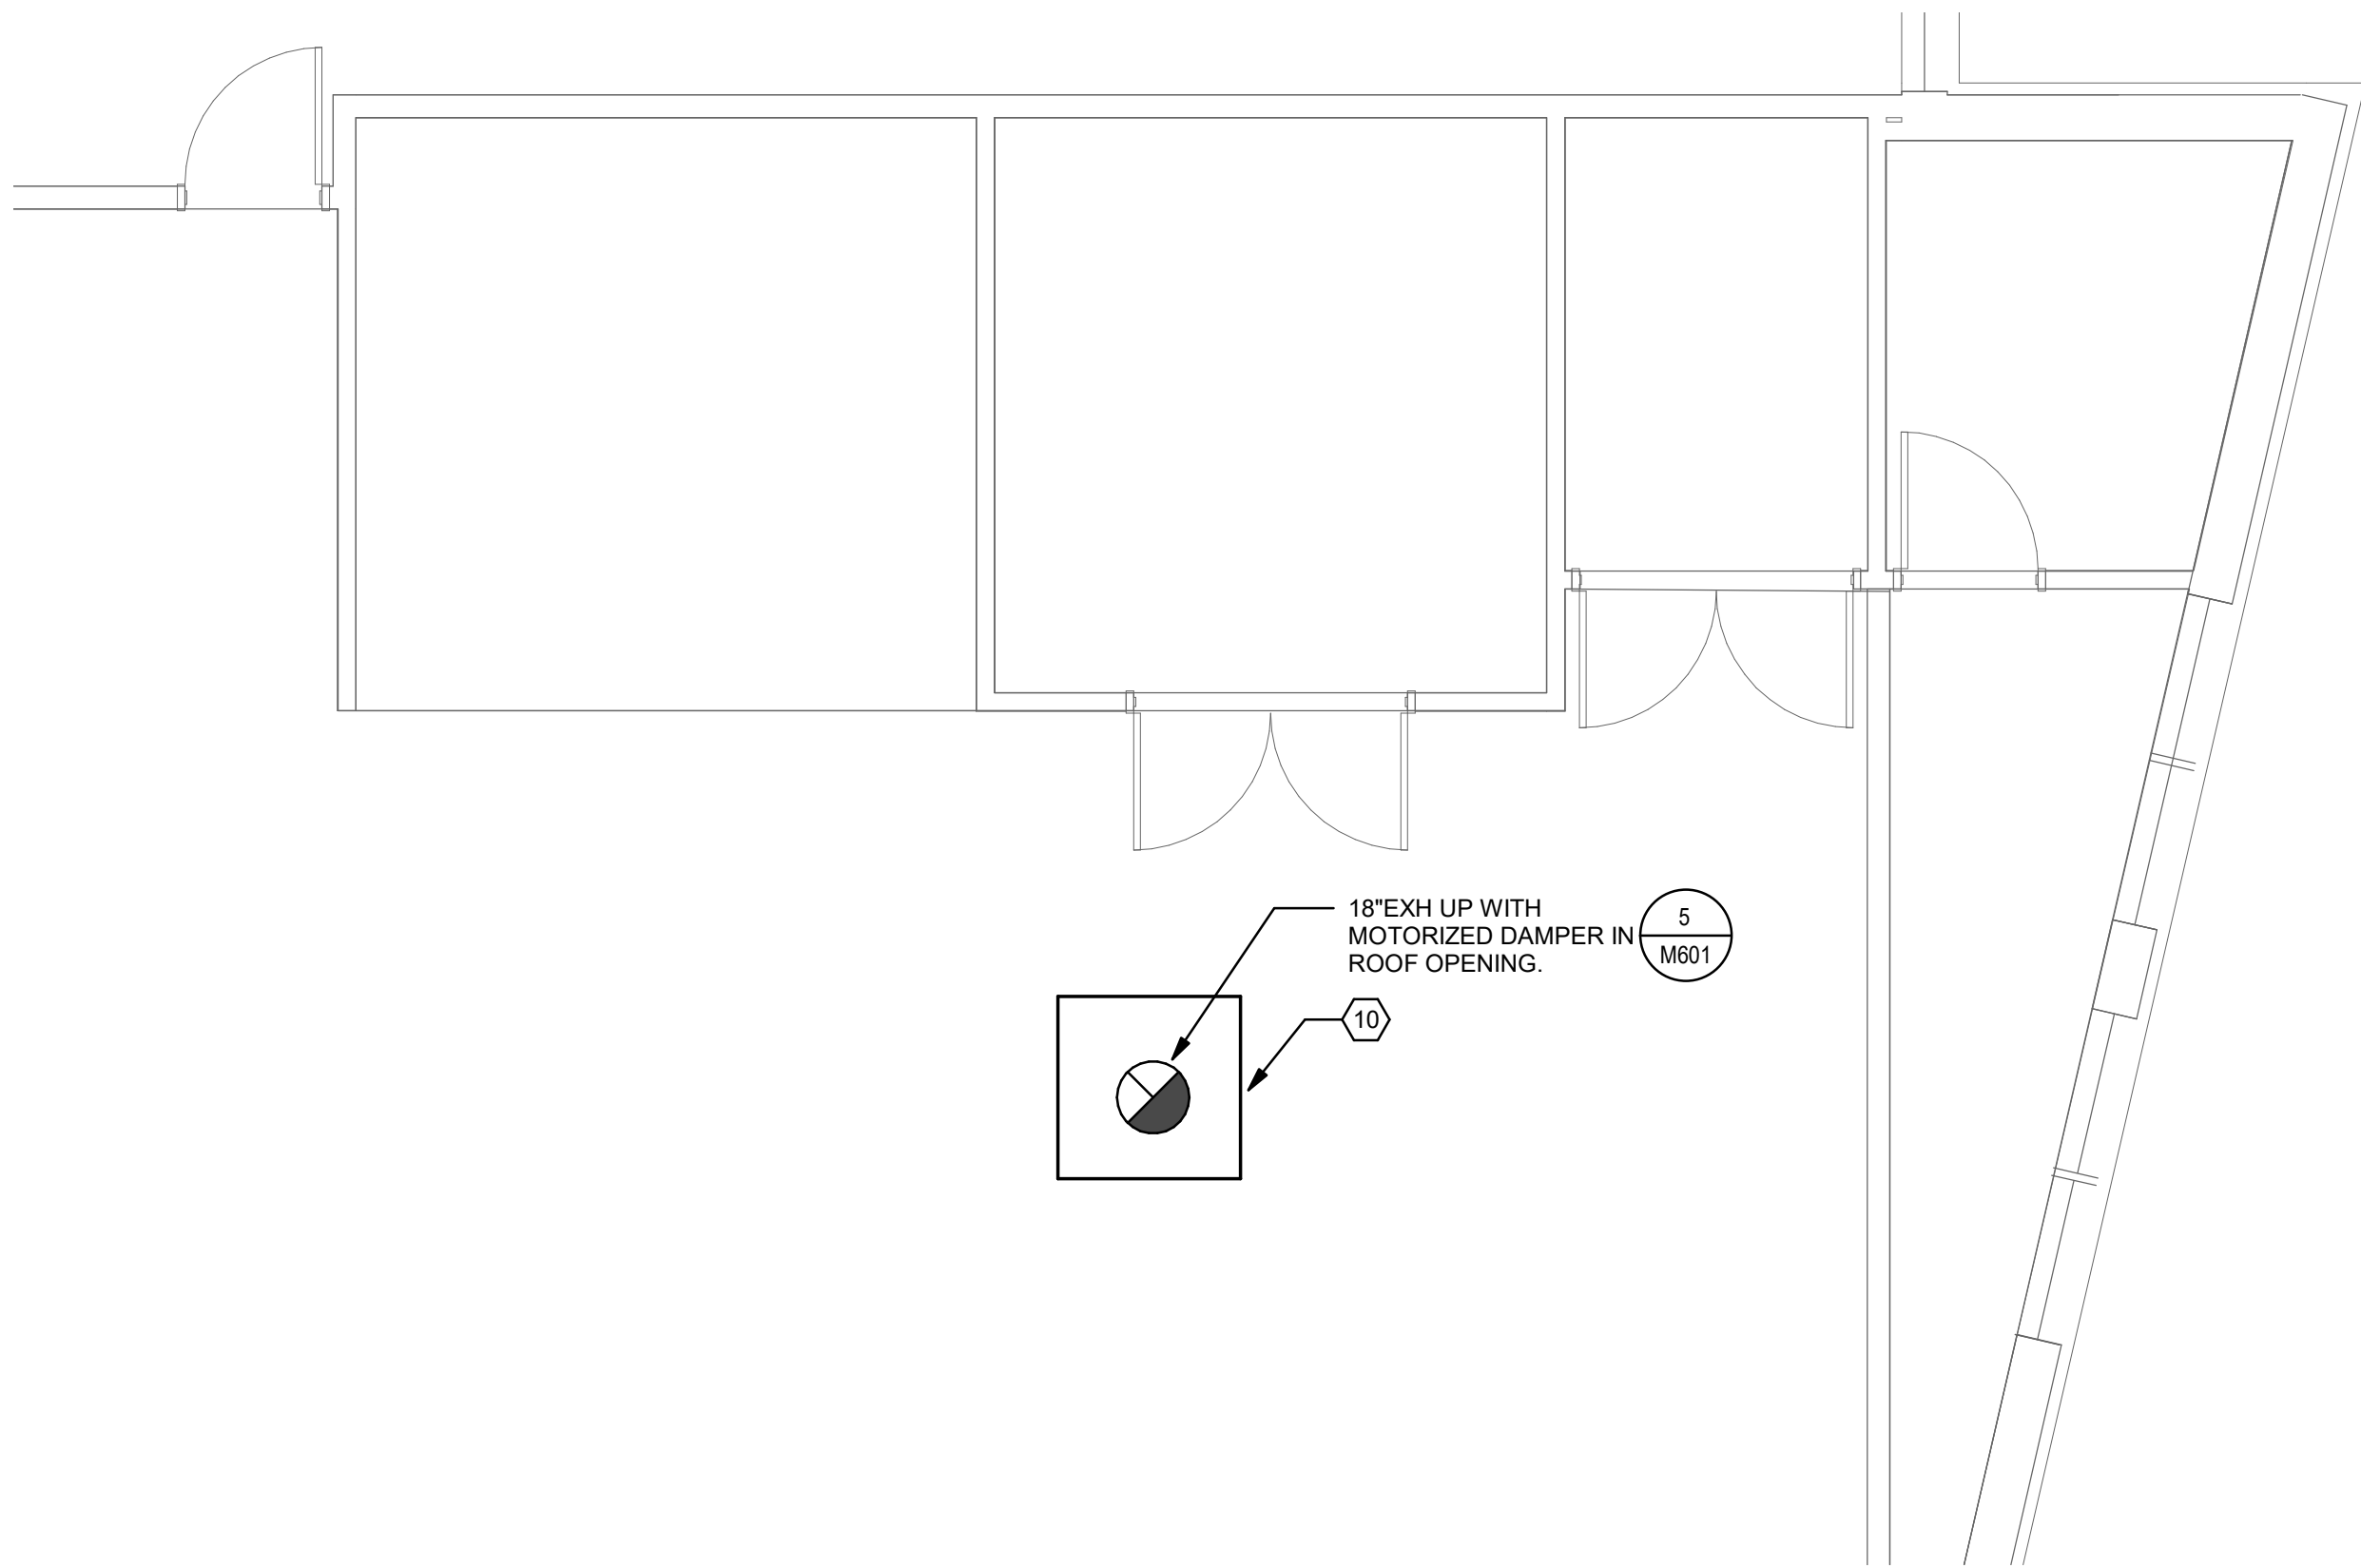 18"EXH UP WITH
MOTORIZED DAMPER IN
ROOF OPENING.
5
M601
10